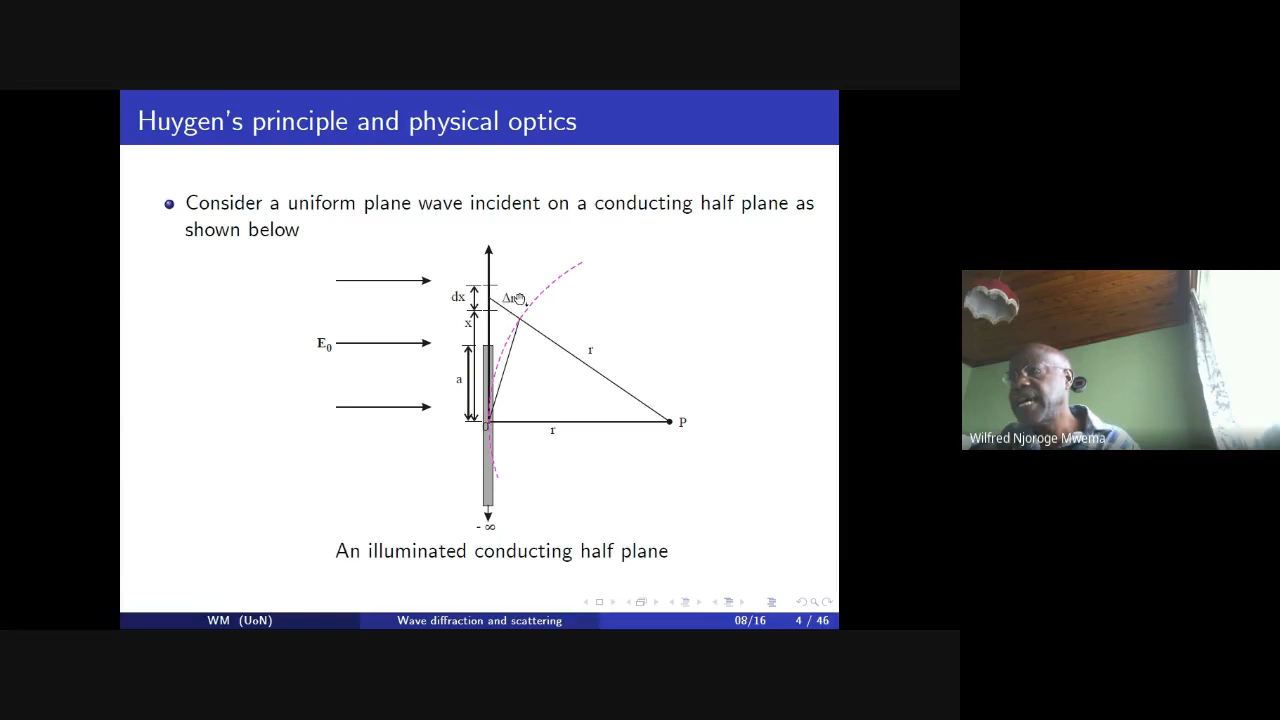 Huygen's principle and physical optics
Consider a uniform plane wave incident on a conducting half plane as
shown below
dx
x
E0
r
a
0
r
P
- ∞
An illuminated conducting half plane
WM (UoN)
Wave diffraction and scattering
08/16
4 / 46
Wilfred Njoroge Mwema